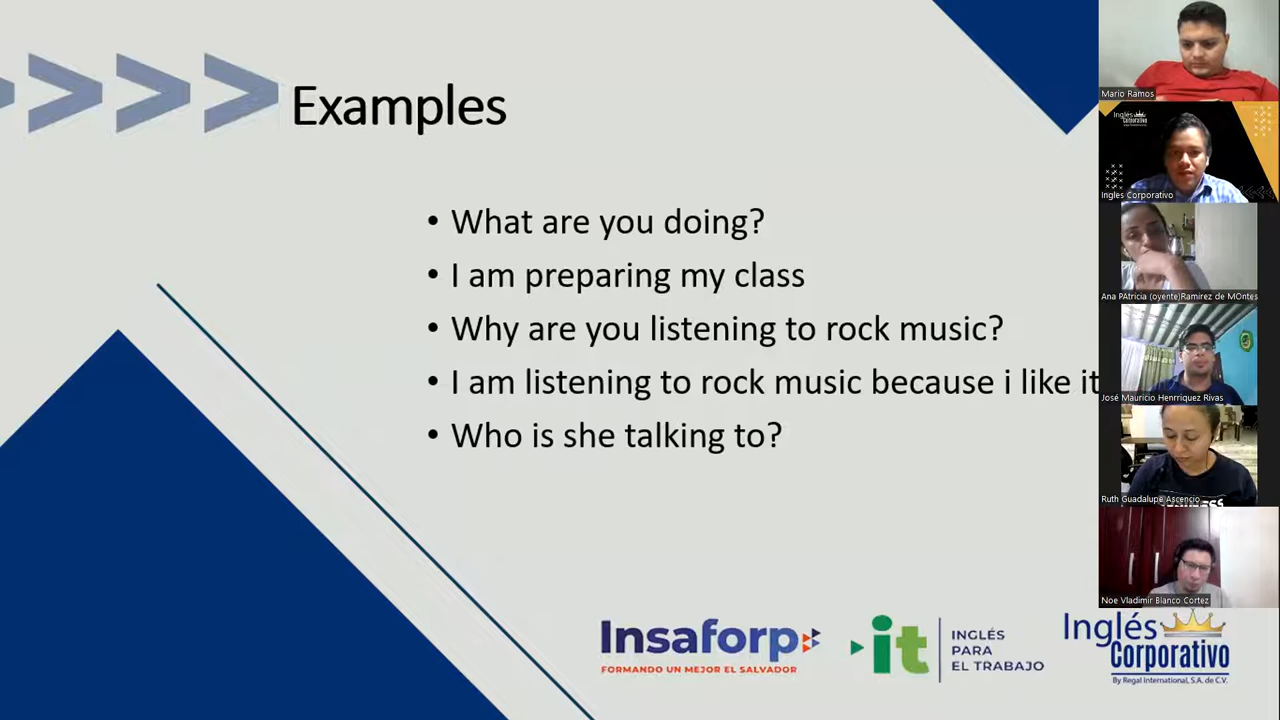 Examples
• What are you doing?
• I am preparing my class
• Why are you listening to rock music?
• I am listening to rock music because i like it
• Who is she talking to?
Insaforp
FORMANDO UN MEJOR EL SALVADOR
it
INGLÉS
PARA
EL TRABAJO
Inglés
Corporativo
By Regal International, S.A. de C.V.
Mario Ramos
Inglés
Corporativo
Ingles Corporativo
Ana PAtricia (oyente)Ramirez de MOntes
José Mauricio Henrriquez Rivas
Ruth Guadalupe Ascencio
Noe Vladimir Blanco Cortez